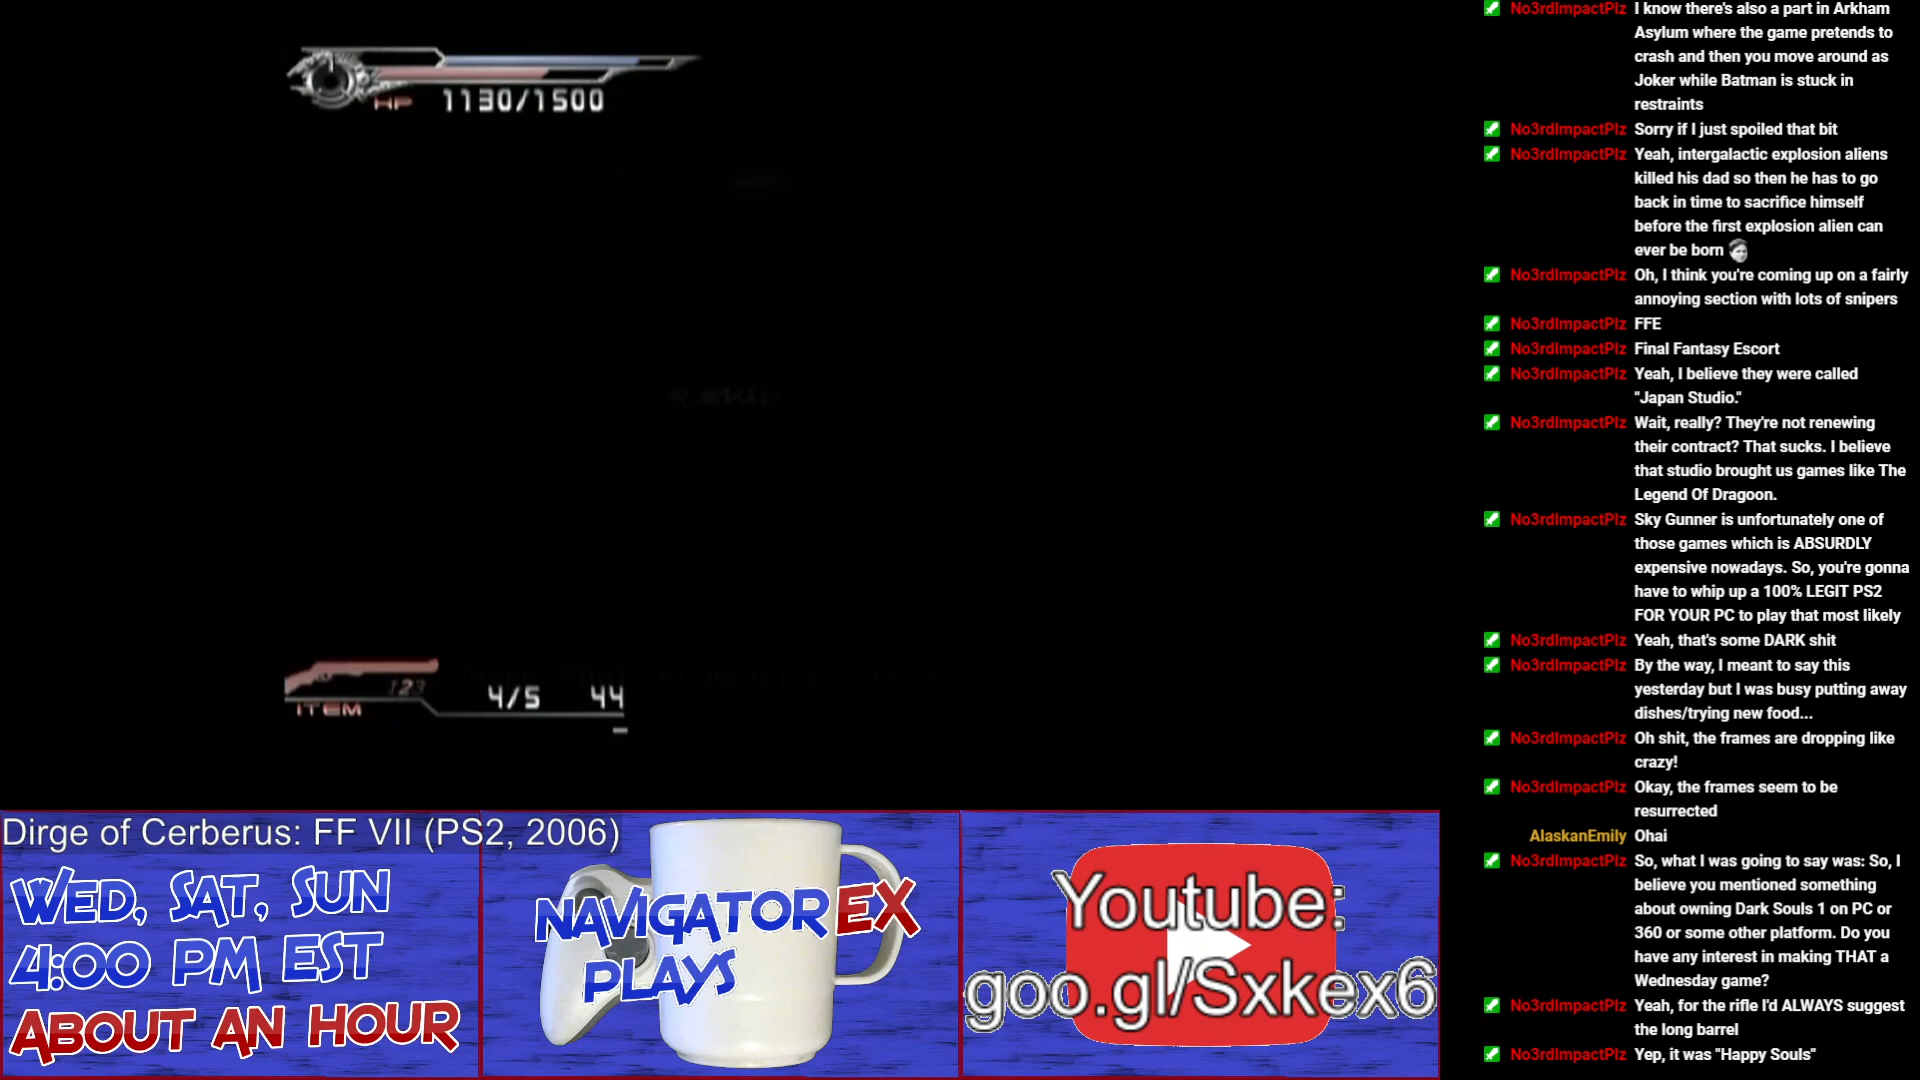 HP 1130/1500
123
4/5 44
ITEM
Dirge of Cerberus: FF VII (PS2, 2006)
WED, SAT, SUN
4:00 PM EST
ABOUT AN HOUR
NAVIGATOR EX
PLAYS
Youtube:
goo.gl/Sxkex6
No3rdImpactPlz I know there's also a part in Arkham
Asylum where the game pretends to
crash and then you move around as
Joker while Batman is stuck in
restraints
No3rdImpactPlz Sorry if I just spoiled that bit
No3rdImpactPlz Yeah, intergalactic explosion aliens
killed his dad so then he has to go
back in time to sacrifice himself
before the first explosion alien can
ever be born
No3rdImpactPlz Oh, I think you're coming up on a fairly
annoying section with lots of snipers
No3rdImpactPlz FFE
No3rdImpactPlz Final Fantasy Escort
No3rdImpactPlz Yeah, I believe they were called
"Japan Studio."
No3rdImpactPlz Wait, really? They're not renewing
their contract? That sucks. I believe
that studio brought us games like The
Legend Of Dragoon.
No3rdImpactPlz Sky Gunner is unfortunately one of
those games which is ABSURDLY
expensive nowadays. So, you're gonna
have to whip up a 100% LEGIT PS2
FOR YOUR PC to play that most likely
No3rdImpactPlz Yeah, that's some DARK shit
No3rdImpactPlz By the way, I meant to say this
yesterday but I was busy putting away
dishes/trying new food...
No3rdImpactPlz Oh shit, the frames are dropping like
crazy!
No3rdImpactPlz Okay, the frames seem to be
resurrected
AlaskanEmily Ohai
No3rdImpactPlz So, what I was going to say was: So, I
believe you mentioned something
about owning Dark Souls 1 on PC or
360 or some other platform. Do you
have any interest in making THAT a
Wednesday game?
No3rdImpactPlz Yeah, for the rifle I'd ALWAYS suggest
the long barrel
No3rdImpactPlz Yep, it was "Happy Souls"